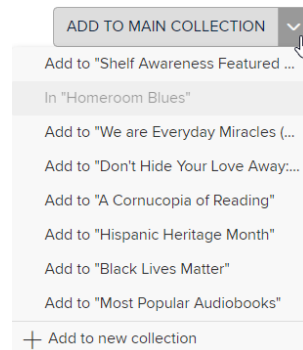 ADD TO MAIN COLLECTION
Add to "Shelf Awareness Featured ...
In "Homeroom Blues"
Add to "We are Everyday Miracles (...
Add to "Don't Hide Your Love Away:...
Add to "A Cornucopia of Reading"
Add to "Hispanic Heritage Month"
Add to "Black Lives Matter"
Add to "Most Popular Audiobooks"
+ Add to new collection